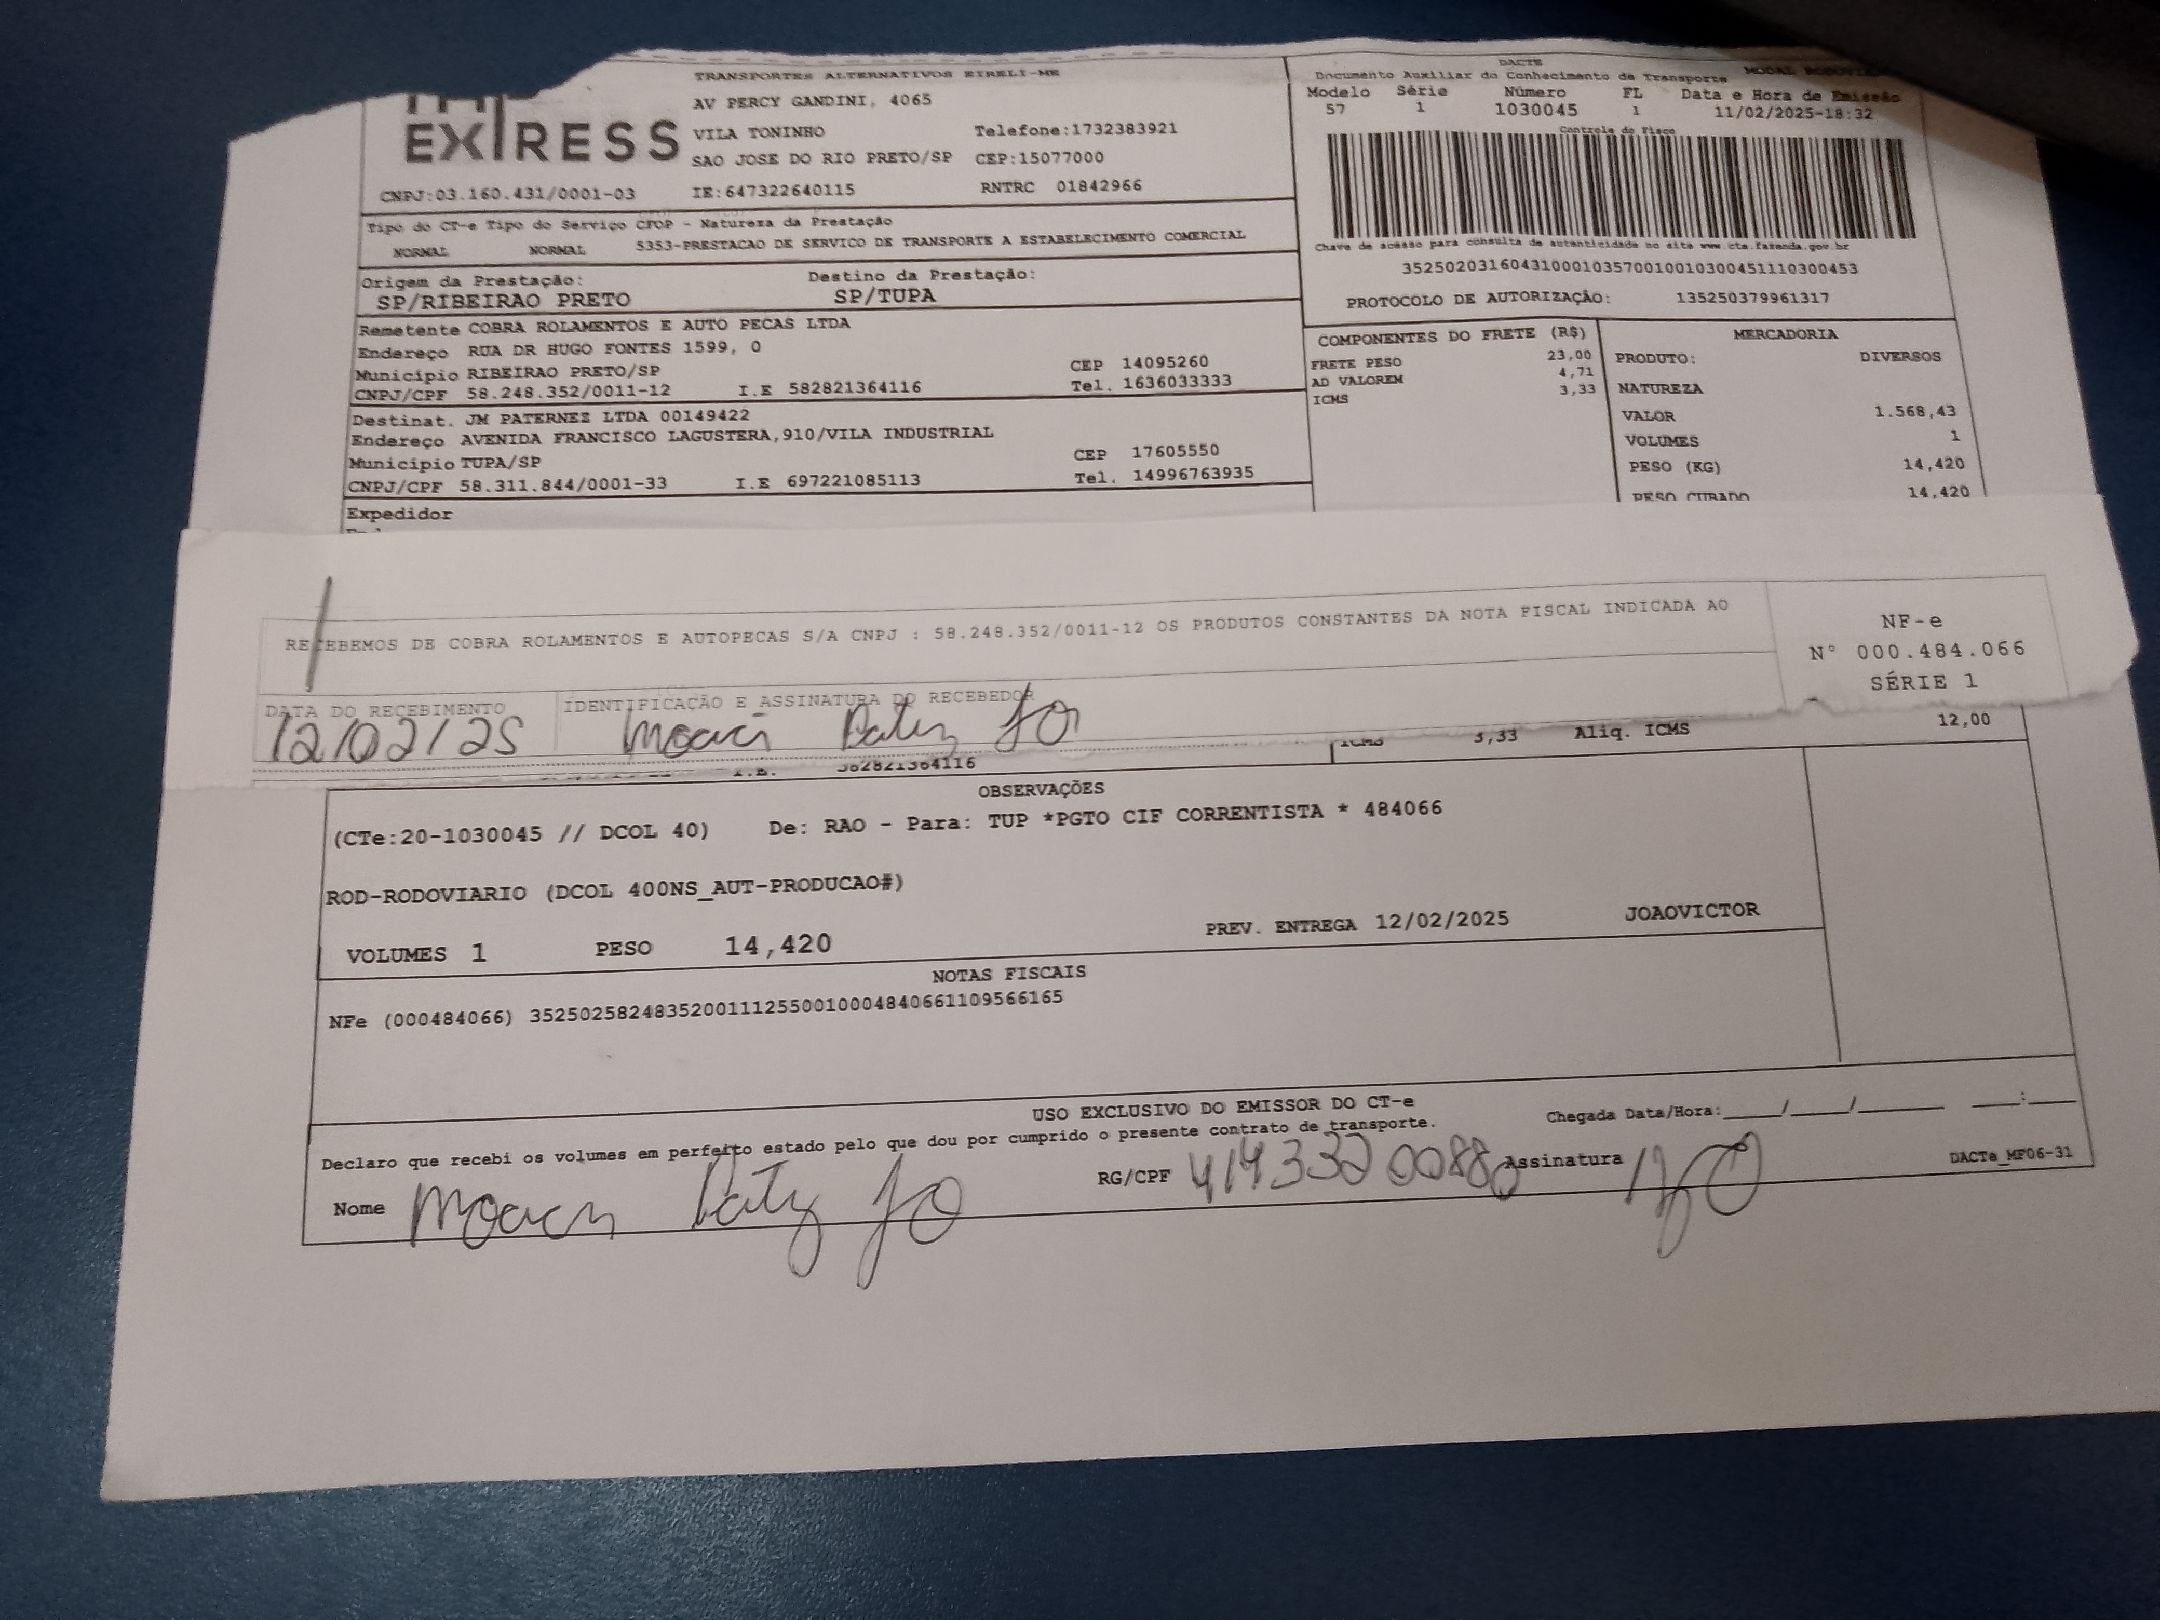 TRANSPORTES ALTERNATIVOS EIRELI-ME
EXPRESS
AV PERCY GANDINI, 4065
VILA TONINHO Telefone:1732383921
SAO JOSE DO RIO PRETO/SP CEP:15077000
CNPJ:03.160.431/0001-03 IE:647322640115 RNTRC 01842966
Tipo do CT-e Tipo do Serviço CFOP - Natureza da Prestação
NORMAL NORMAL 5353-PRESTACAO DE SERVICO DE TRANSPORTE A ESTABELECIMENTO COMERCIAL
Origem da Prestação: Destino da Prestação:
SP/RIBEIRAO PRETO SP/TUPA
Remetente COBRA ROLAMENTOS E AUTO PECAS LTDA
Endereço RUA DR HUGO FONTES 1599, 0
Município RIBEIRAO PRETO/SP CEP 14095260
CNPJ/CPF 58.248.352/0011-12 I.E 582821364116 Tel. 1636033333
Destinat. JM PATERNEZ LTDA 00149422
Endereço AVENIDA FRANCISCO LAGUSTERA,910/VILA INDUSTRIAL
Município TUPA/SP CEP 17605550
CNPJ/CPF 58.311.844/0001-33 I.E 697221085113 Tel. 14996763935
Expedidor
DACTE
Documento Auxiliar do Conhecimento de Transporte MODAL
Modelo Série Número FL Data e Hora de Emissão
57 1 1030045 1 11/02/2025-18:32
Controle do Fisco
Chave de acesso para consulta de autenticidade no site www.cte.fazenda.gov.br
35250203160431000103570010010300451110300453
PROTOCOLO DE AUTORIZAÇÃO: 135250379961317
COMPONENTES DO FRETE (R$)
FRETE PESO 23,00
AD VALOREM 4,71
ICMS 3,33
MERCADORIA
PRODUTO: DIVERSOS
NATUREZA
VALOR 1.568,43
VOLUMES 1
PESO (KG) 14,420
PESO CUBADO 14,420
RECEBEMOS DE COBRA ROLAMENTOS E AUTOPECAS S/A CNPJ : 58.248.352/0011-12 OS PRODUTOS CONSTANTES DA NOTA FISCAL INDICADA AO
NF-e
N° 000.484.066
SÉRIE 1
DATA DO RECEBIMENTO IDENTIFICAÇÃO E ASSINATURA DO RECEBEDOR
12/02/25
I.E. 582821364116 ICMS 3,33 Aliq. ICMS 12,00
OBSERVAÇÕES
(CTe:20-1030045 // DCOL 40) De: RAO - Para: TUP *PGTO CIF CORRENTISTA * 484066
ROD-RODOVIARIO (DCOL 400NS_AUT-PRODUCAO#)
VOLUMES 1 PESO 14,420 PREV. ENTREGA 12/02/2025 JOAOVICTOR
NOTAS FISCAIS
NFe (000484066) 35250258248352001112550010004840661109566165
USO EXCLUSIVO DO EMISSOR DO CT-e
Declaro que recebi os volumes em perfeito estado pelo que dou por cumprido o presente contrato de transporte. Chegada Data/Hora:____/____/______ ____:____
Nome RG/CPF Assinatura DACTe_MF06-31